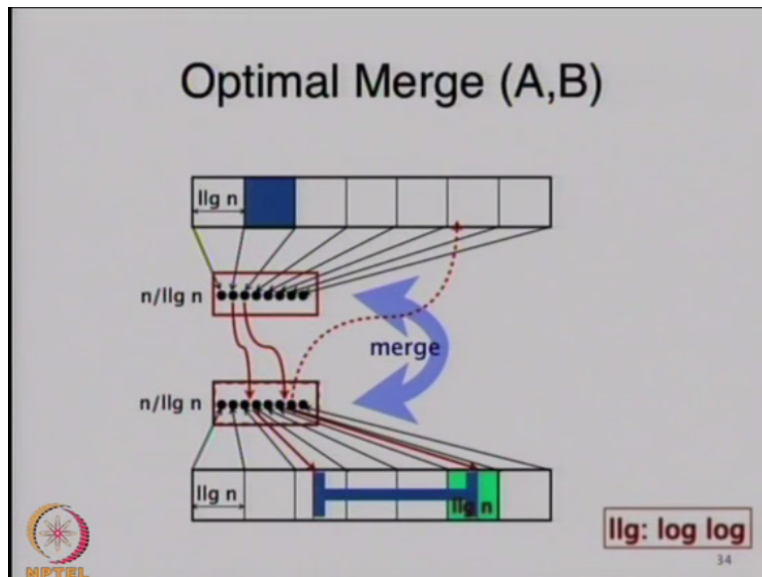 Optimal Merge (A,B)
llg n
n/llg n
merge
n/llg n
llg n
llg n
llg: log log
34
NPTEL